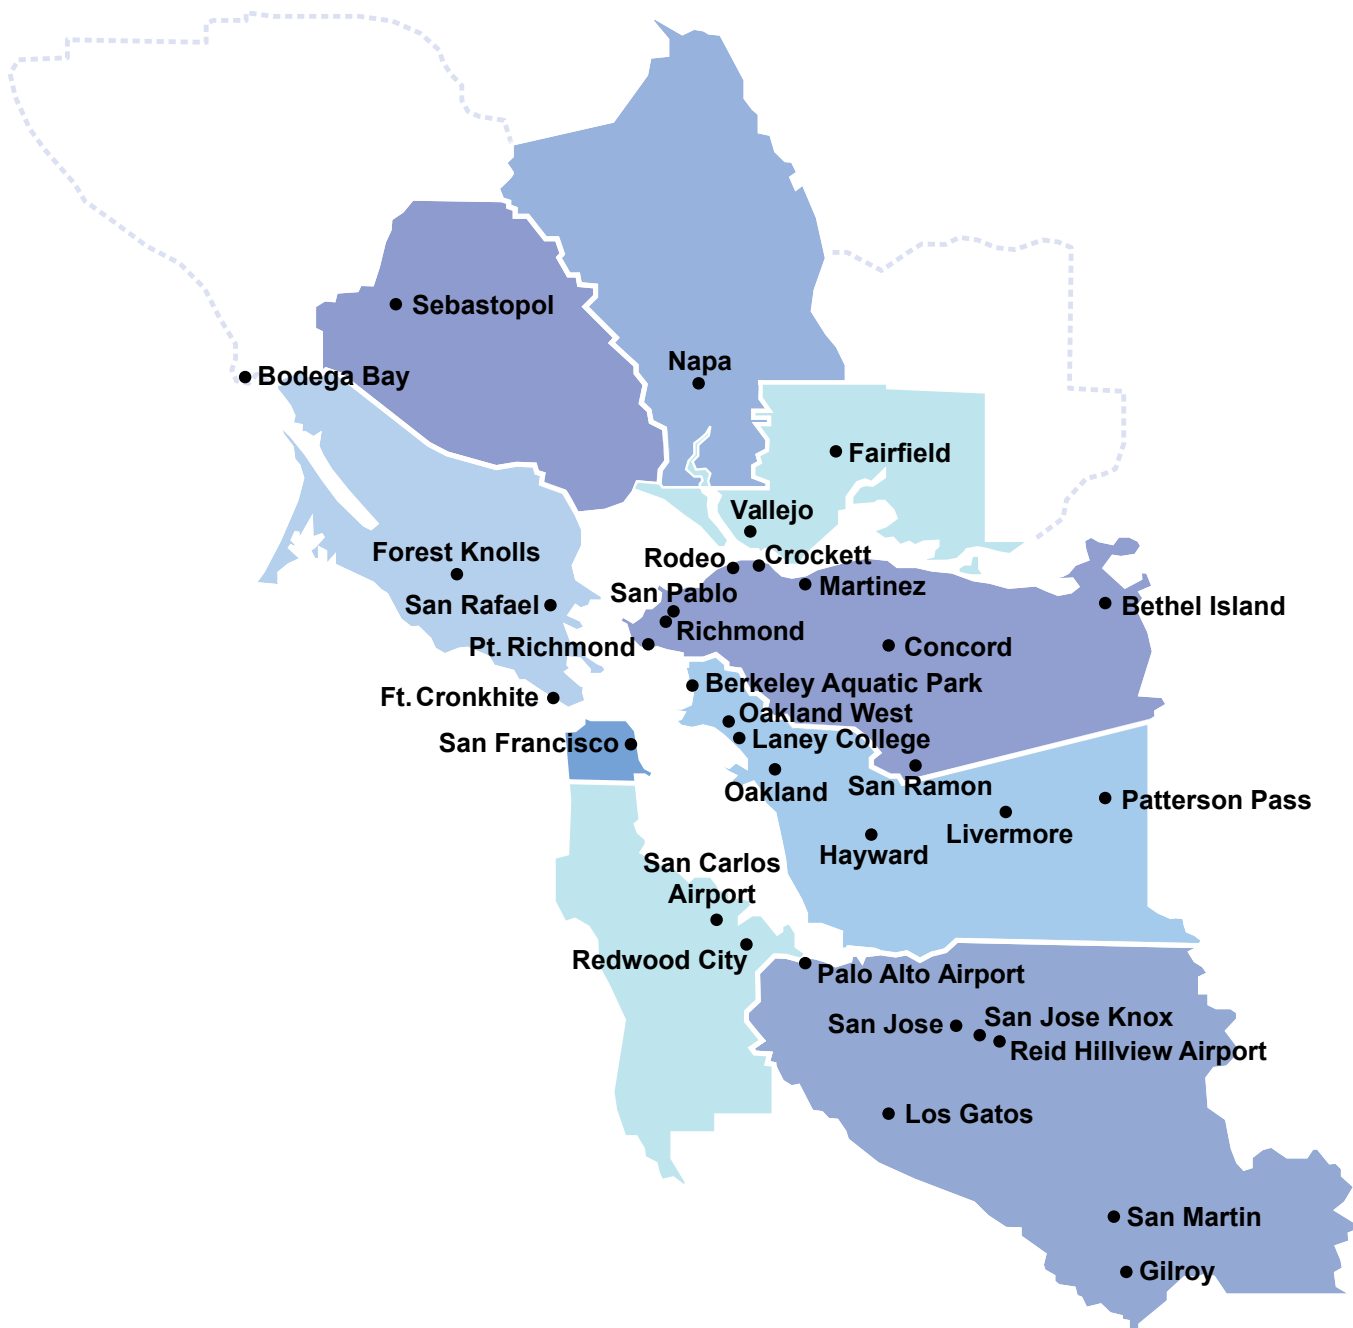 Sebastopol
Napa
Bodega Bay
Fairfield
Vallejo
Forest Knolls
Rodeo
Crockett
San Pablo
Martinez
San Rafael
Bethel Island
Richmond
Pt. Richmond
Concord
Berkeley Aquatic Park
Ft. Cronkhite
Oakland West
San Francisco
Laney College
San Ramon
Oakland
Patterson Pass
Livermore
Hayward
San Carlos
Airport
Redwood City
Palo Alto Airport
San Jose
San Jose Knox
Reid Hillview Airport
Los Gatos
San Martin
Gilroy